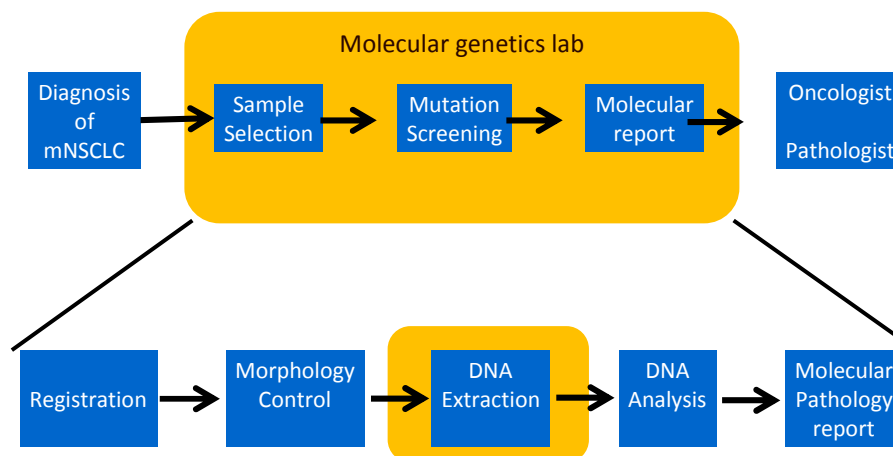 Molecular genetics lab
Diagnosis
of
mNSCLC
Sample
Selection
Mutation
Screening
Molecular
report
Oncologist
Pathologist
Registration
Morphology
Control
DNA
Extraction
DNA
Analysis
Molecular
Pathology
report